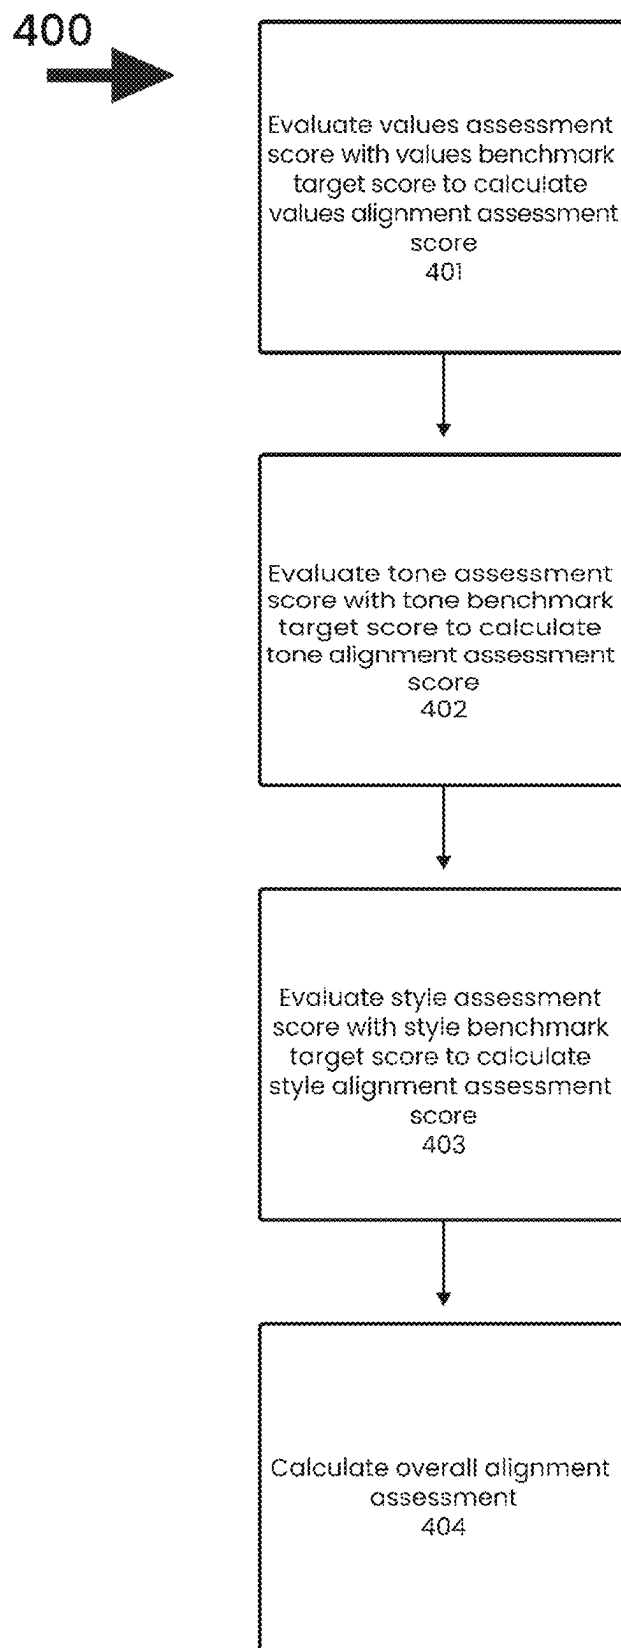 400
Evaluate values assessment
score with values benchmark
target score to calculate
values alignment assessment
score
401
Evaluate tone assessment
score with tone benchmark
target score to calculate
tone alignment assessment
score
402
Evaluate style assessment
score with style benchmark
target score to calculate
style alignment assessment
score
403
Calculate overall alignment
assessment
404